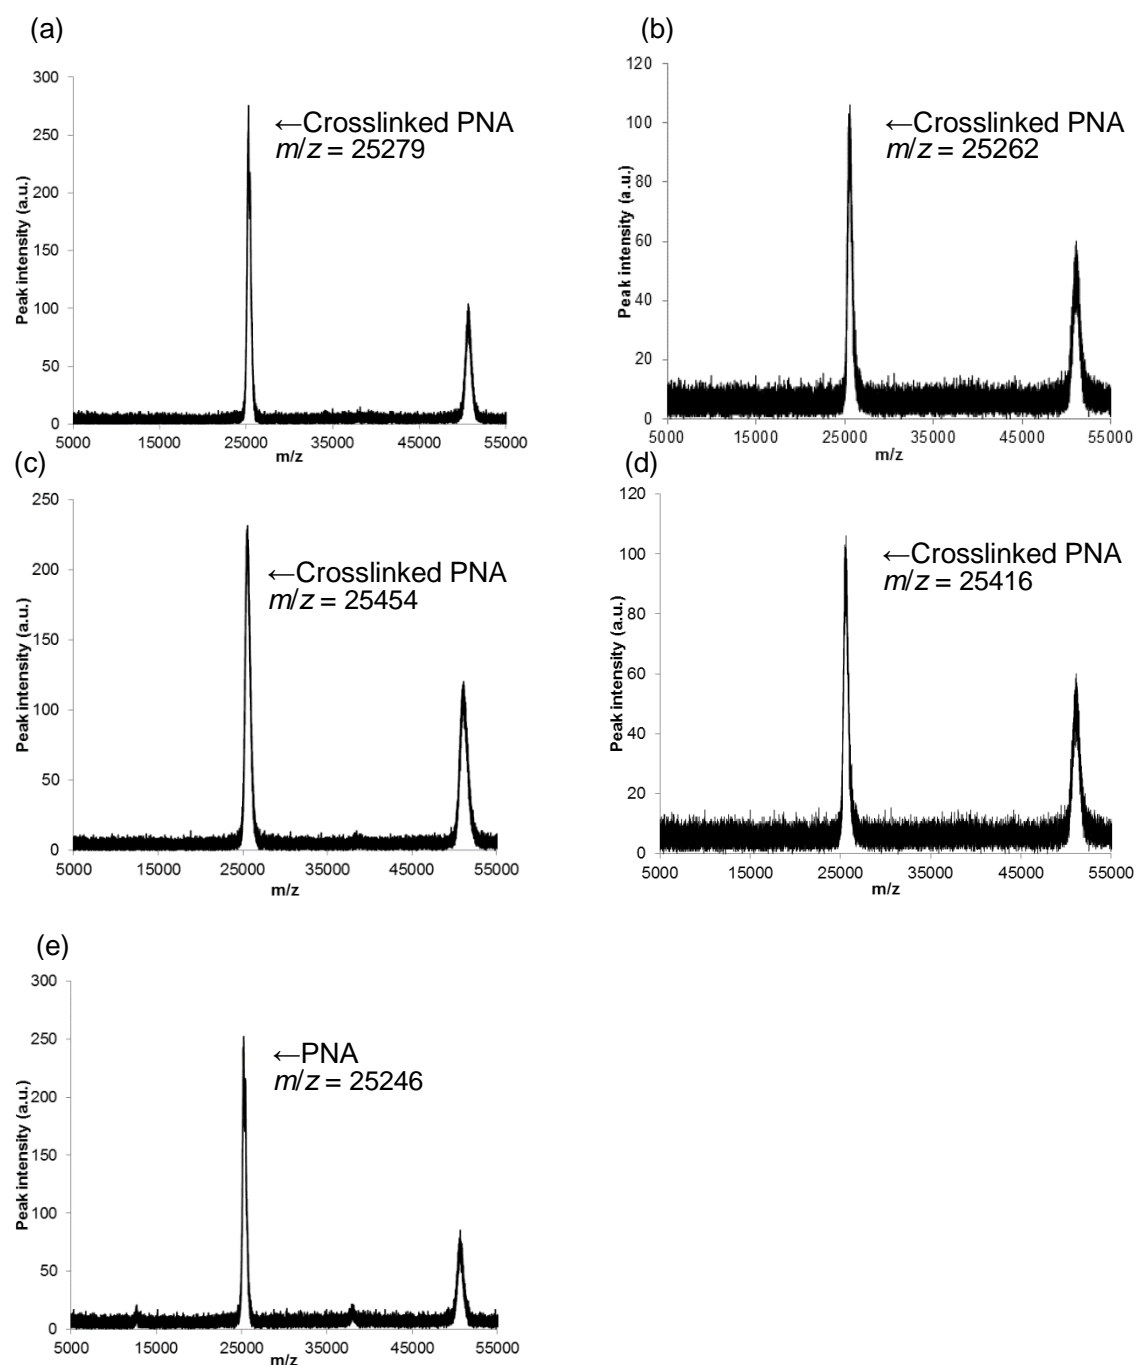 (a)
300
250
200
150
100
50
0
Peak intensity (a.u.)
←Crosslinked PNA
m/z = 25279
5000 15000 25000 35000 45000 55000
m/z
(b)
120
100
80
60
40
20
0
Peak intensity (a.u.)
←Crosslinked PNA
m/z = 25262
5000 15000 25000 35000 45000 55000
m/z
(c)
250
200
150
100
50
0
Peak intensity (a.u.)
←Crosslinked PNA
m/z = 25454
5000 15000 25000 35000 45000 55000
m/z
(d)
120
100
80
60
40
20
0
Peak intensity (a.u.)
←Crosslinked PNA
m/z = 25416
5000 15000 25000 35000 45000 55000
m/z
(e)
300
250
200
150
100
50
0
Peak intensity (a.u.)
←PNA
m/z = 25246
5000 15000 25000 35000 45000 55000
m/z